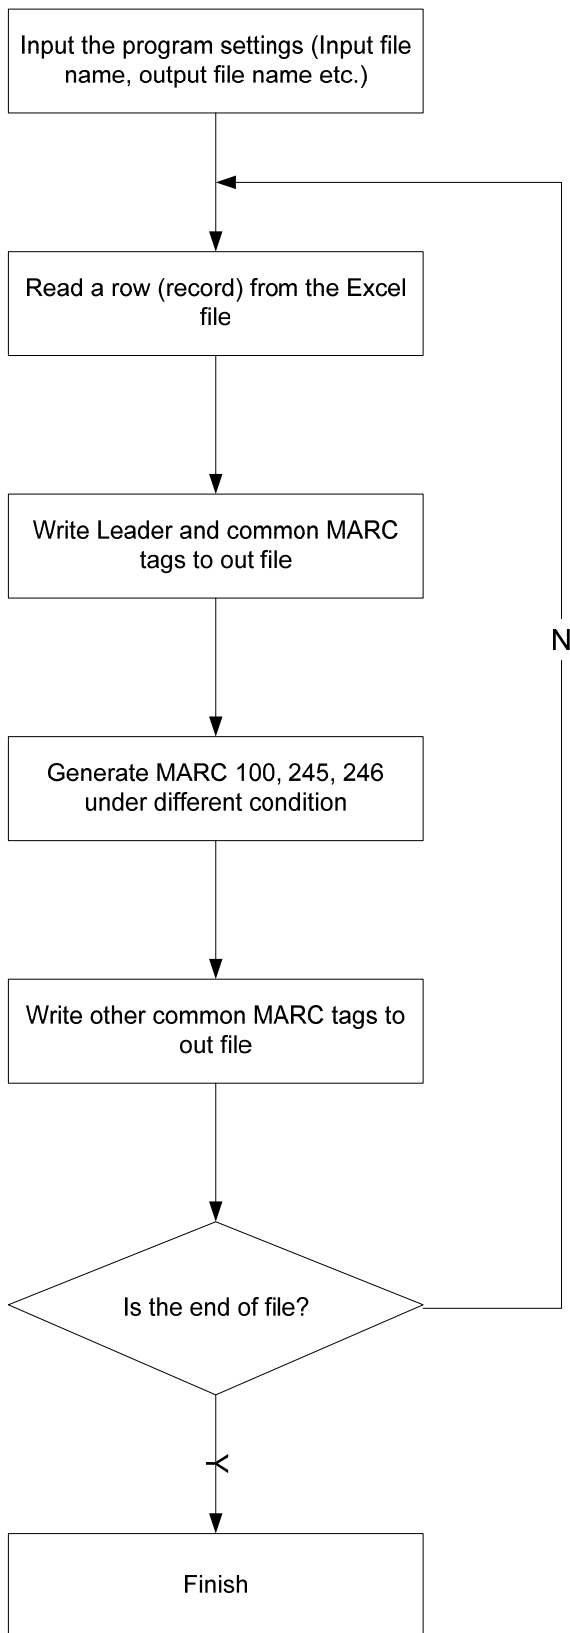 Input the program settings (Input file
name, output file name etc.)
Read a row (record) from the Excel
file
Write Leader and common MARC
tags to out file
N
Generate MARC 100, 245, 246
under different condition
Write other common MARC tags to
out file
Is the end of file?
Y
Finish